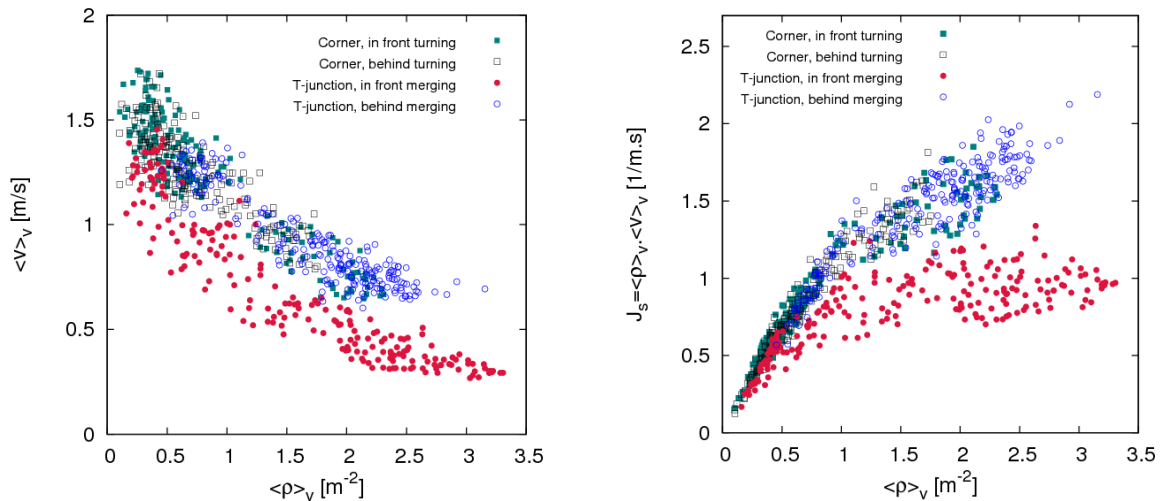 2
1.5
1
0.5
0
0 0.5 1 1.5 2 2.5 3 3.5
<v>v [m/s]
<ρ>v [m⁻²]
Corner, in front turning
Corner, behind turning
T-junction, in front merging
T-junction, behind merging
2.5
2
1.5
1
0.5
0
0 0.5 1 1.5 2 2.5 3 3.5
Js=<ρ>v.<v>v [1/m.s]
<ρ>v [m⁻²]
Corner, in front turning
Corner, behind turning
T-junction, in front merging
T-junction, behind merging